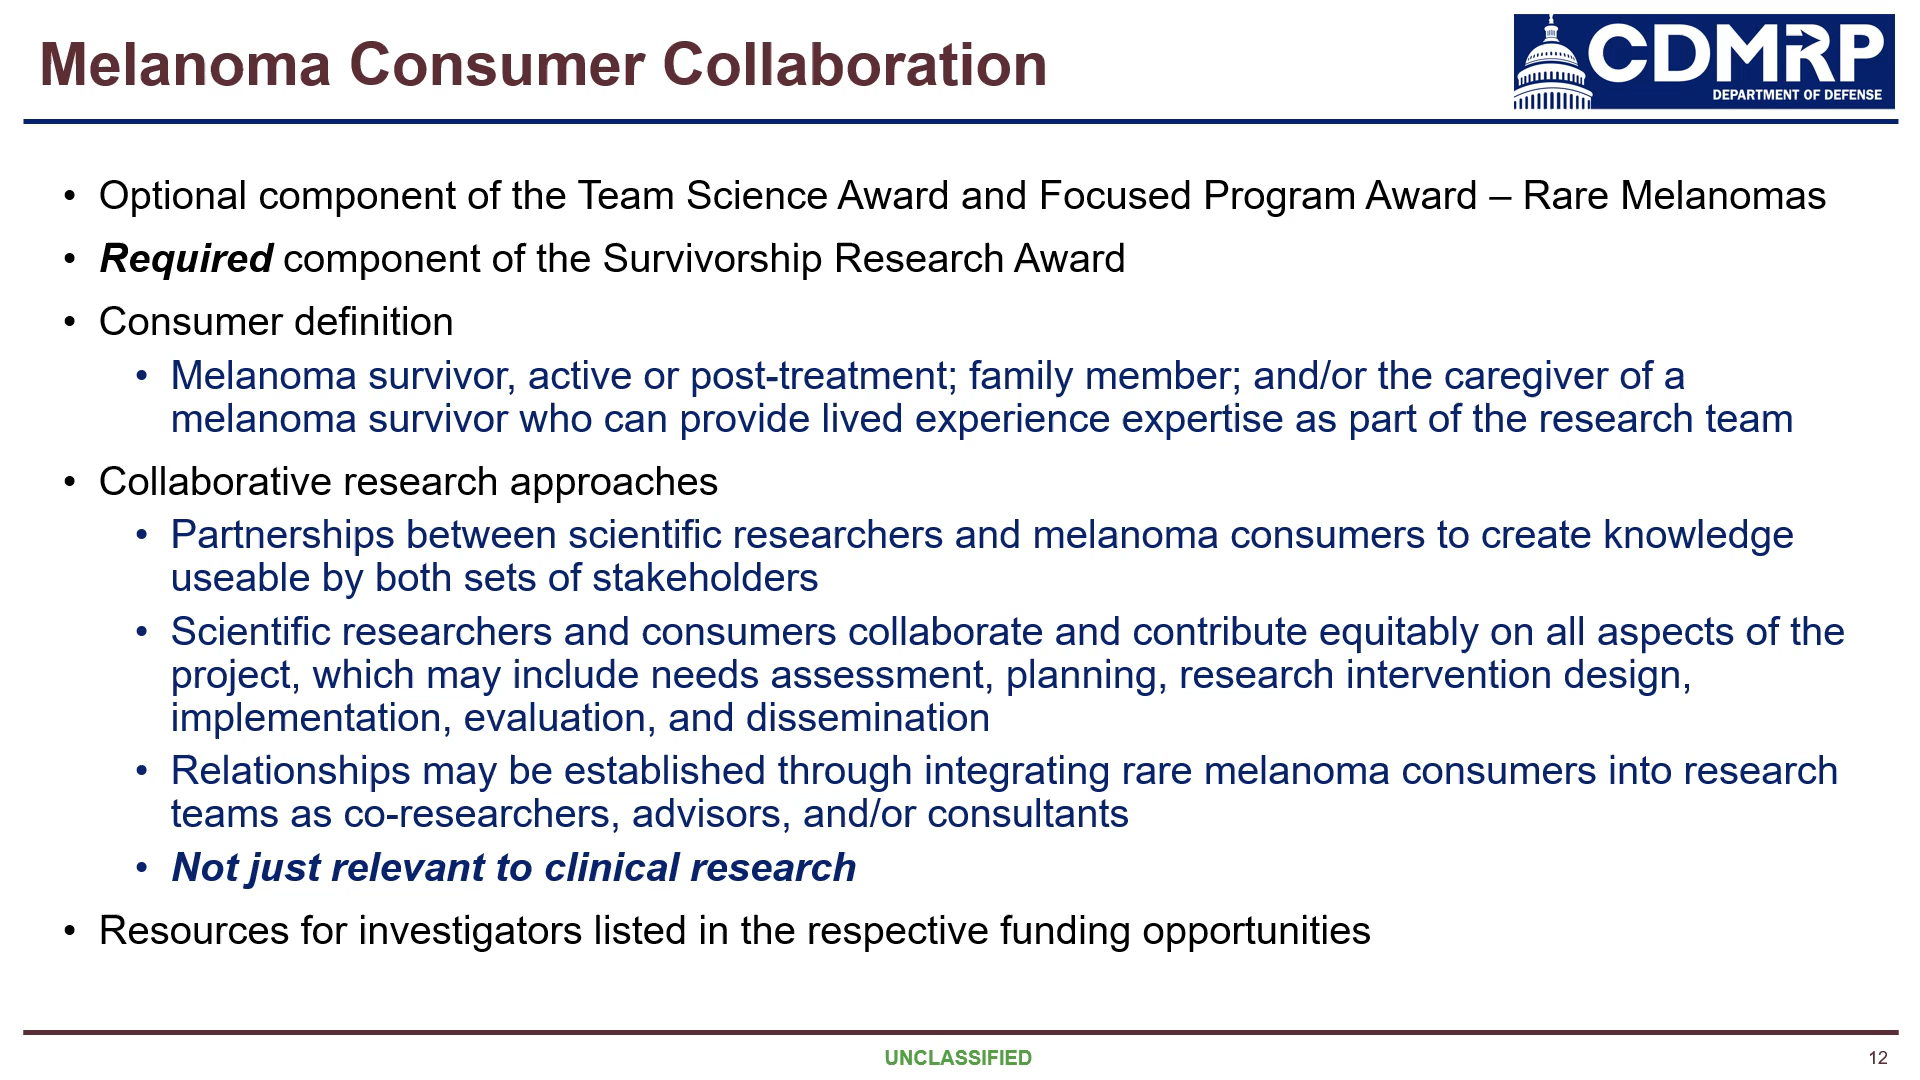 Melanoma Consumer Collaboration
CDMRP
DEPARTMENT OF DEFENSE
• Optional component of the Team Science Award and Focused Program Award – Rare Melanomas
• Required component of the Survivorship Research Award
• Consumer definition
• Melanoma survivor, active or post-treatment; family member; and/or the caregiver of a
melanoma survivor who can provide lived experience expertise as part of the research team
• Collaborative research approaches
• Partnerships between scientific researchers and melanoma consumers to create knowledge
useable by both sets of stakeholders
• Scientific researchers and consumers collaborate and contribute equitably on all aspects of the
project, which may include needs assessment, planning, research intervention design,
implementation, evaluation, and dissemination
• Relationships may be established through integrating rare melanoma consumers into research
teams as co-researchers, advisors, and/or consultants
• Not just relevant to clinical research
• Resources for investigators listed in the respective funding opportunities
UNCLASSIFIED
12